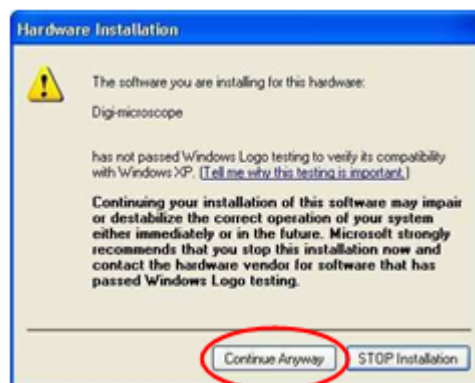 Hardware Installation
The software you are installing for this hardware:
Digi-microscope
has not passed Windows Logo testing to verify its compatibility
with Windows XP. (Tell me why this testing is important.)
Continuing your installation of this software may impair
or destabilize the correct operation of your system
either immediately or in the future. Microsoft strongly
recommends that you stop this installation now and
contact the hardware vendor for software that has
passed Windows Logo testing.
Continue Anyway
STOP Installation